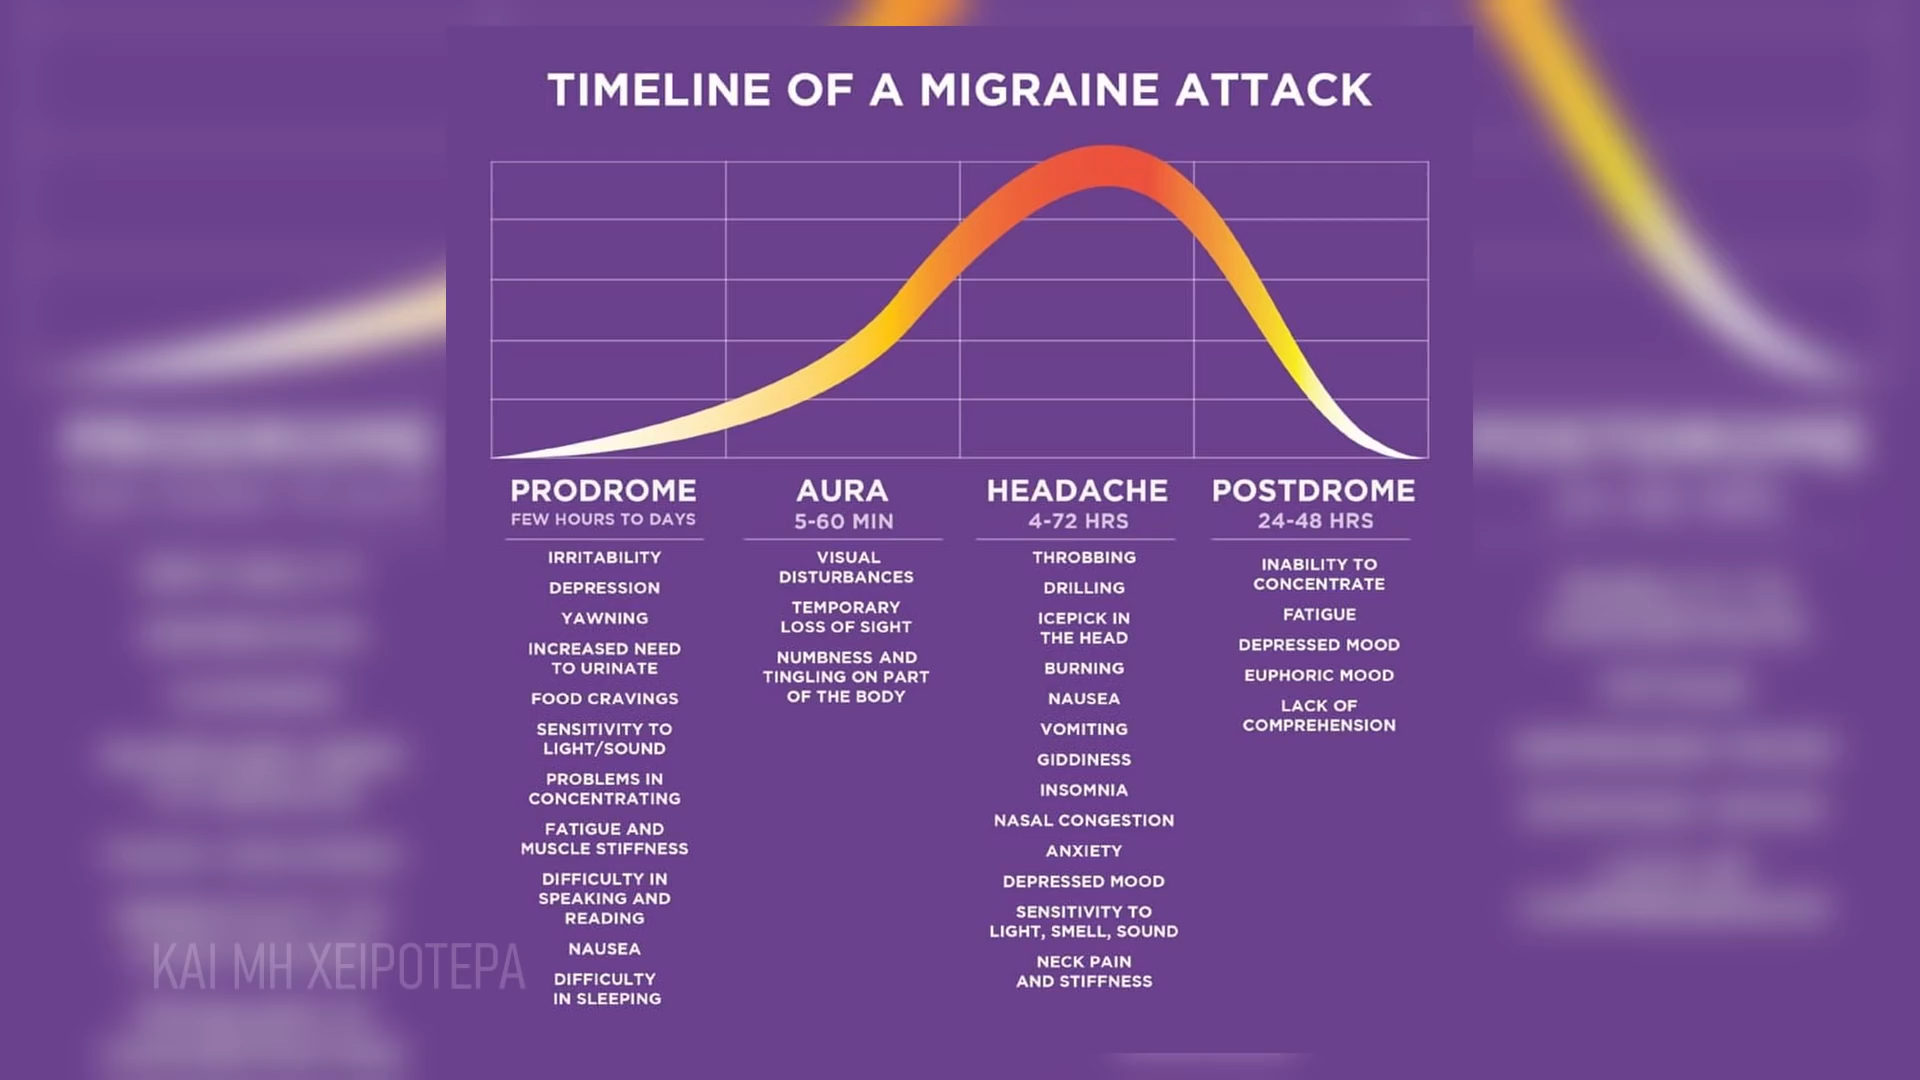 TIMELINE OF A MIGRAINE ATTACK
PRODROME
FEW HOURS TO DAYS
IRRITABILITY
DEPRESSION
YAWNING
INCREASED NEED
TO URINATE
FOOD CRAVINGS
SENSITIVITY TO
LIGHT/SOUND
PROBLEMS IN
CONCENTRATING
FATIGUE AND
MUSCLE STIFFNESS
DIFFICULTY IN
SPEAKING AND
READING
NAUSEA
DIFFICULTY
IN SLEEPING
AURA
5-60 MIN
VISUAL
DISTURBANCES
TEMPORARY
LOSS OF SIGHT
NUMBNESS AND
TINGLING ON PART
OF THE BODY
HEADACHE
4-72 HRS
THROBBING
DRILLING
ICEPICK IN
THE HEAD
BURNING
NAUSEA
VOMITING
GIDDINESS
INSOMNIA
NASAL CONGESTION
ANXIETY
DEPRESSED MOOD
SENSITIVITY TO
LIGHT, SMELL, SOUND
NECK PAIN
AND STIFFNESS
POSTDROME
24-48 HRS
INABILITY TO
CONCENTRATE
FATIGUE
DEPRESSED MOOD
EUPHORIC MOOD
LACK OF
COMPREHENSION
ΚΑΙ ΜΗ ΧΕΙΡΟΤΕΡΑ